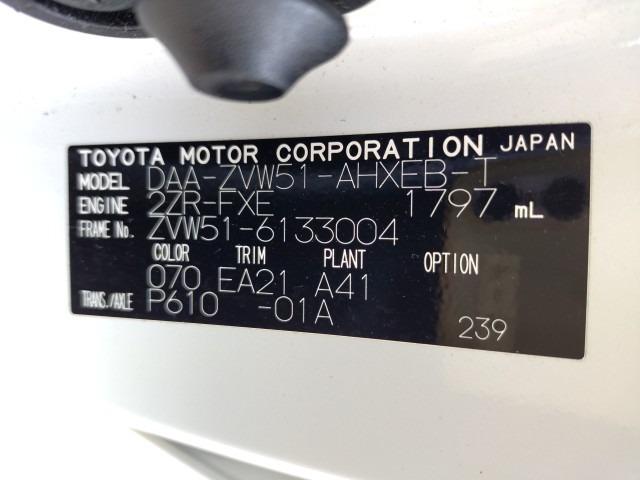 TOYOTA MOTOR CORPORATION JAPAN
MODEL DAA-ZVW51-AHXEB-T
ENGINE 2ZR-FXE 1797 mL
FRAME No. ZVW51-6133004
COLOR TRIM PLANT OPTION
070 EA21 A41
TRANS./AXLE P610 -01A
239